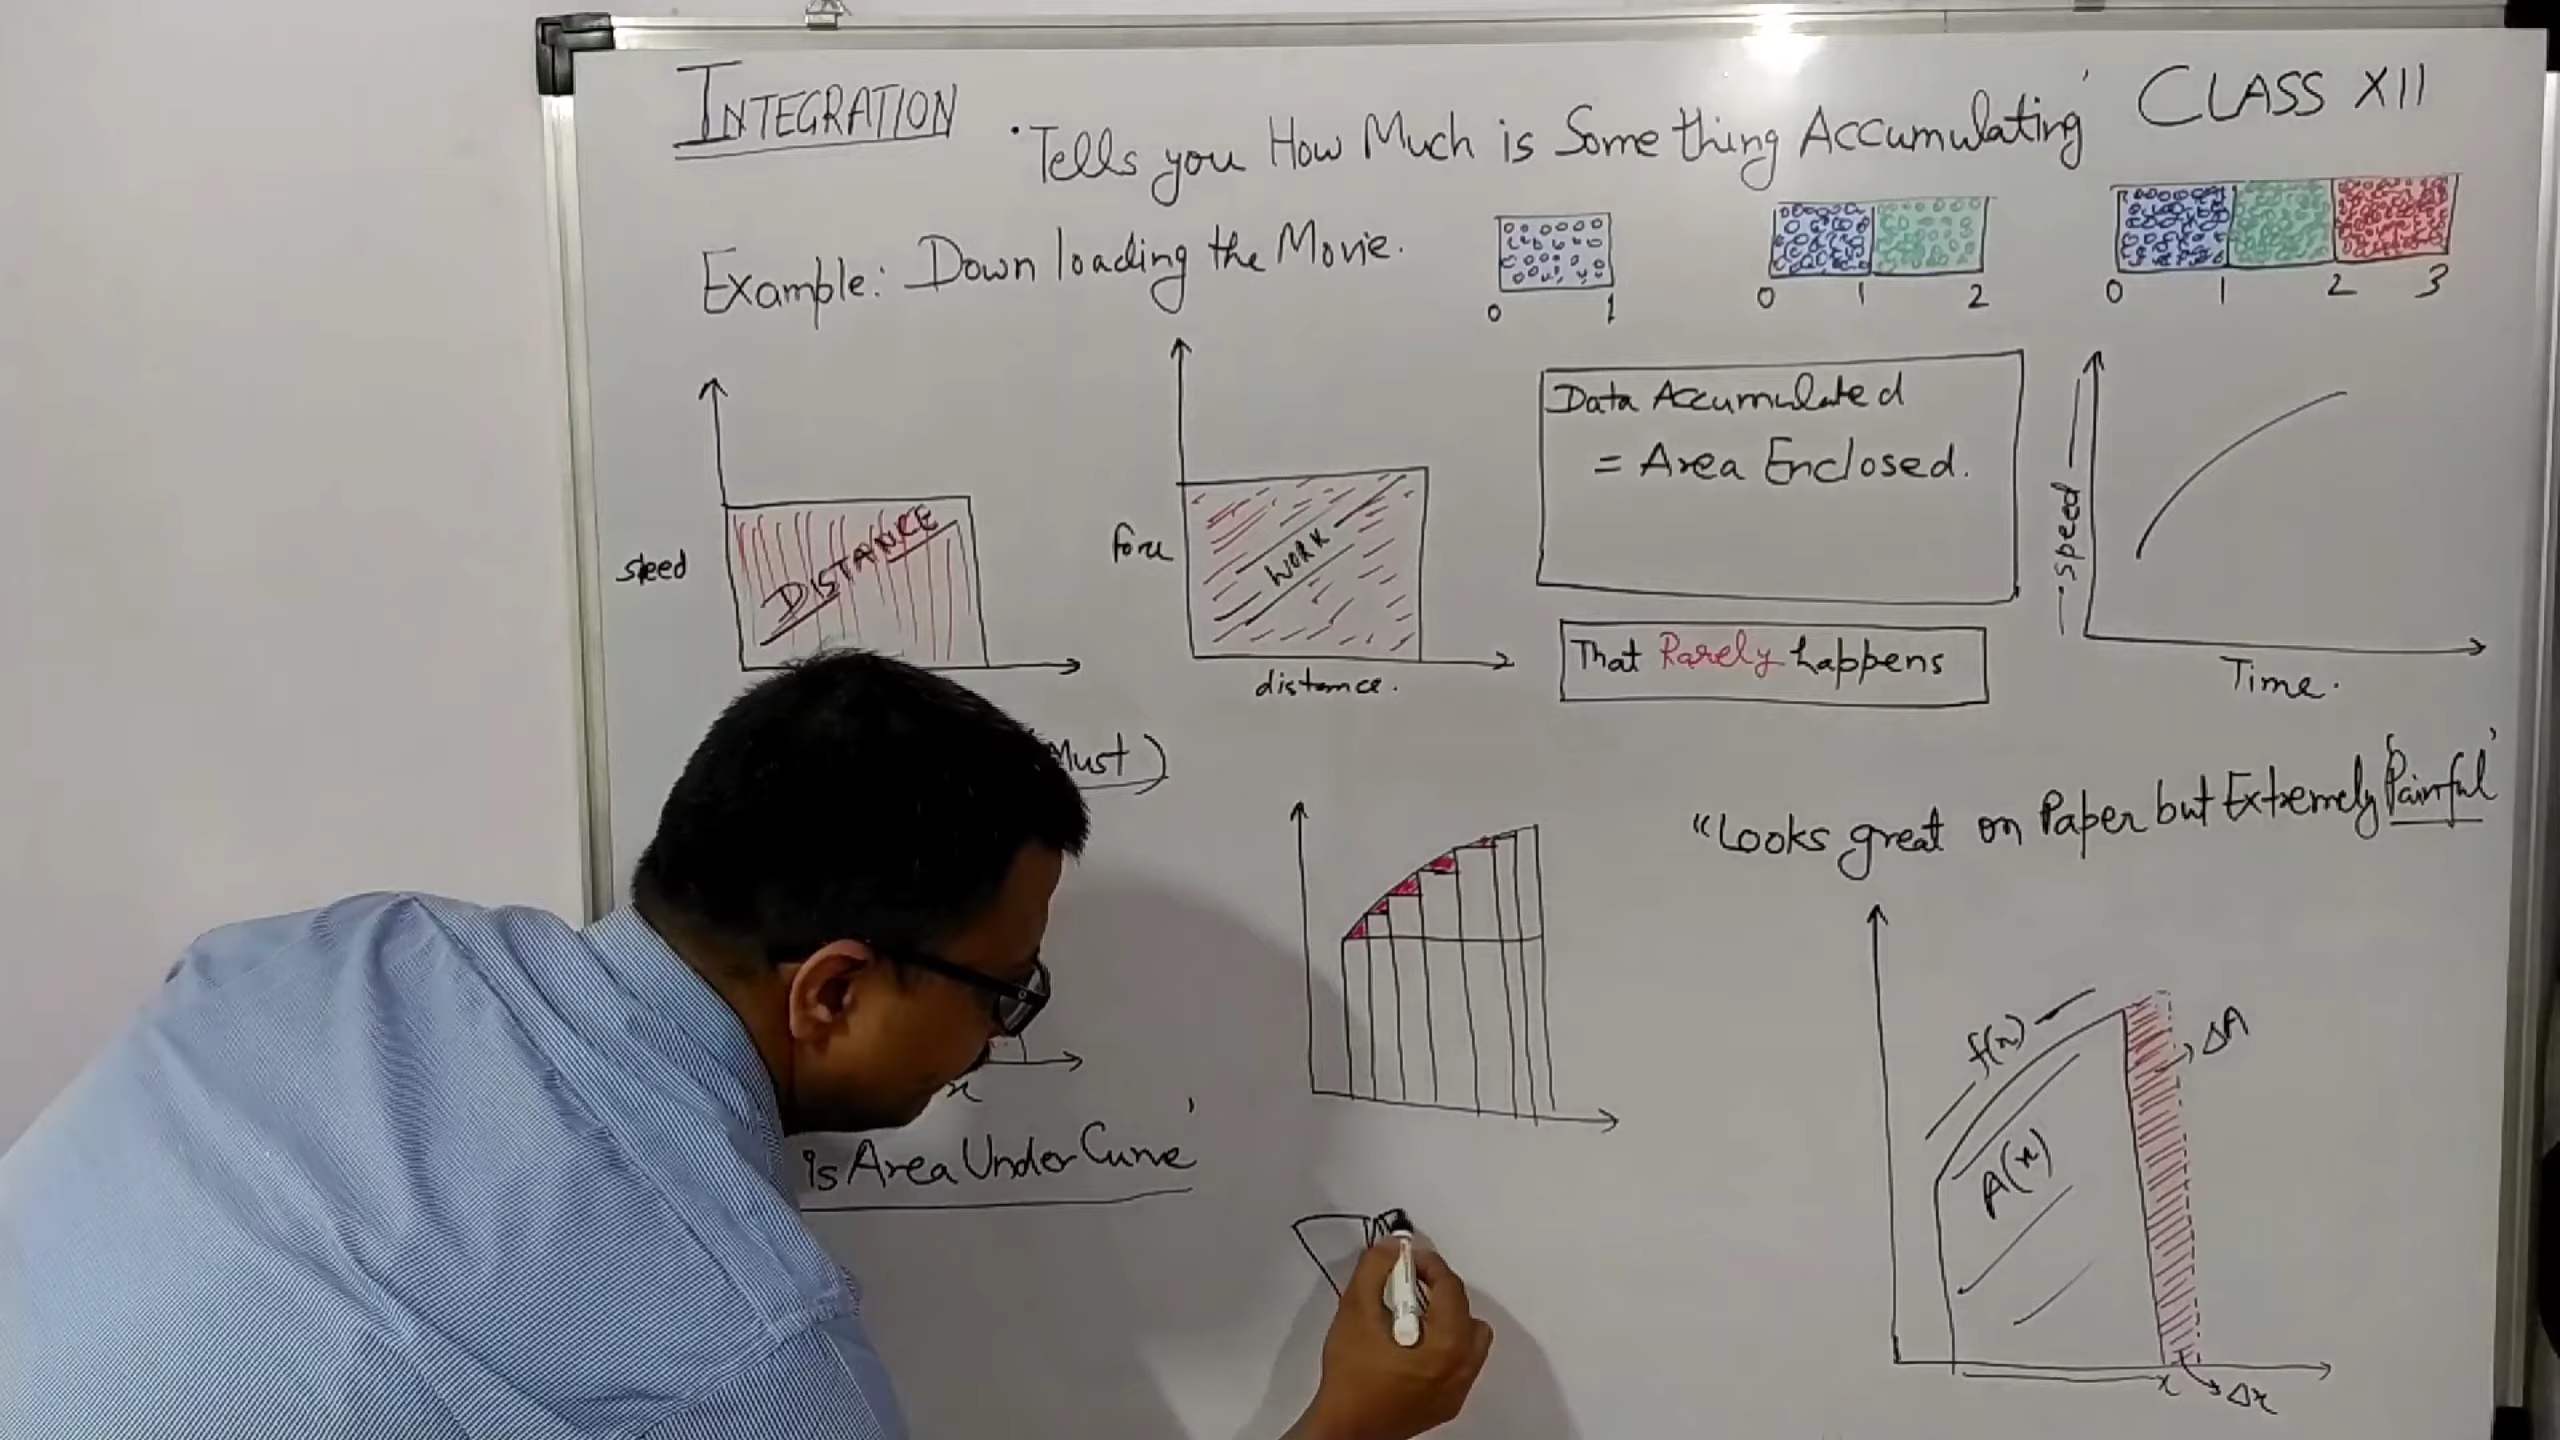 INTEGRATION
'Tells you How Much is Something Accumulating'
CLASS XII
Example: Downloading the Movie.
0 1
0 1 2
0 1 2 3
speed
DISTANCE
force
WORK
distance.
Data Accumulated
= Area Enclosed.
That Rarely happens
speed
Time.
Must)
"Looks great on Paper but Extremely Painful"
x
is Area Under Curve'
f(x)
A(x)
ΔA
x
Δx